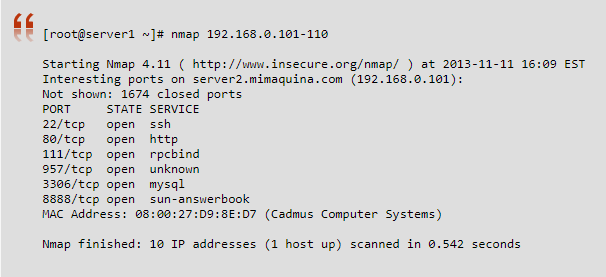 [root@server1 ~]# nmap 192.168.0.101-110
Starting Nmap 4.11 ( http://www.insecure.org/nmap/ ) at 2013-11-11 16:09 EST
Interesting ports on server2.mimaquina.com (192.168.0.101):
Not shown: 1674 closed ports
PORT     STATE SERVICE
22/tcp   open  ssh
80/tcp   open  http
111/tcp  open  rpcbind
957/tcp  open  unknown
3306/tcp open  mysql
8888/tcp open  sun-answerbook
MAC Address: 08:00:27:D9:8E:D7 (Cadmus Computer Systems)
Nmap finished: 10 IP addresses (1 host up) scanned in 0.542 seconds